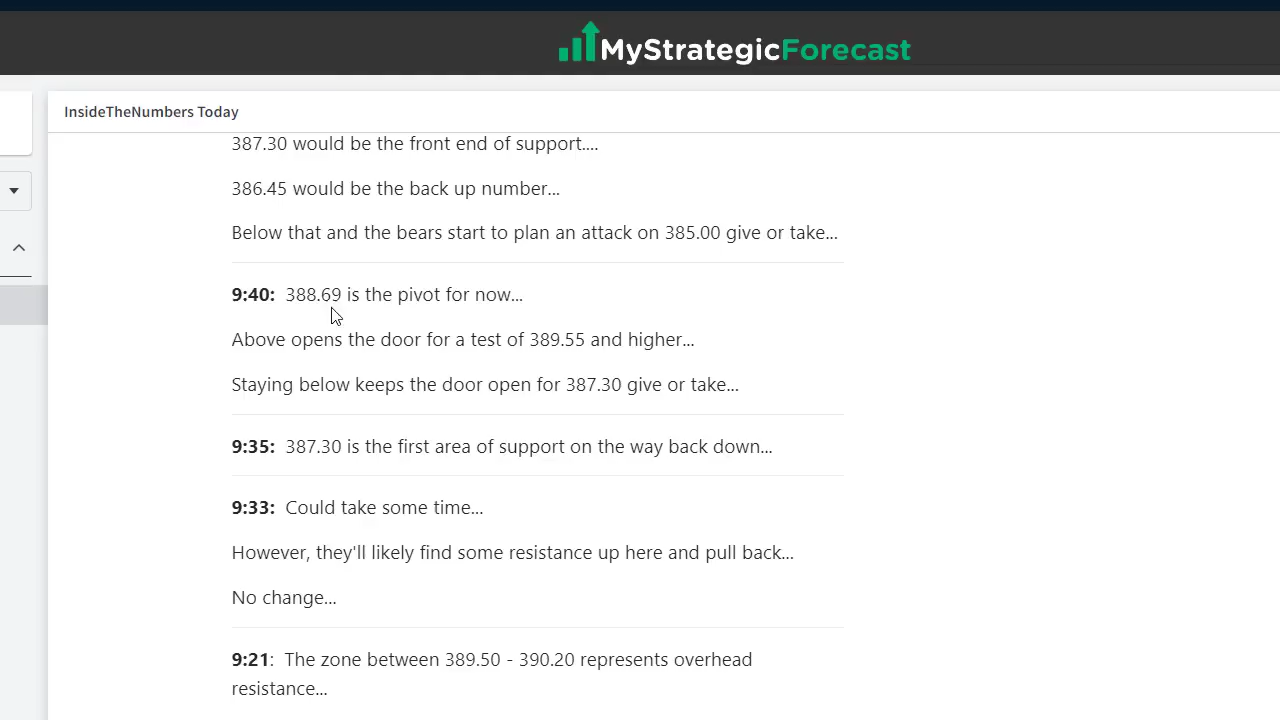 MyStrategicForecast
InsideTheNumbers Today
387.30 would be the front end of support....
386.45 would be the back up number...
Below that and the bears start to plan an attack on 385.00 give or take...
9:40: 388.69 is the pivot for now...
Above opens the door for a test of 389.55 and higher...
Staying below keeps the door open for 387.30 give or take...
9:35: 387.30 is the first area of support on the way back down...
9:33: Could take some time...
However, they'll likely find some resistance up here and pull back...
No change...
9:21: The zone between 389.50 - 390.20 represents overhead
resistance...